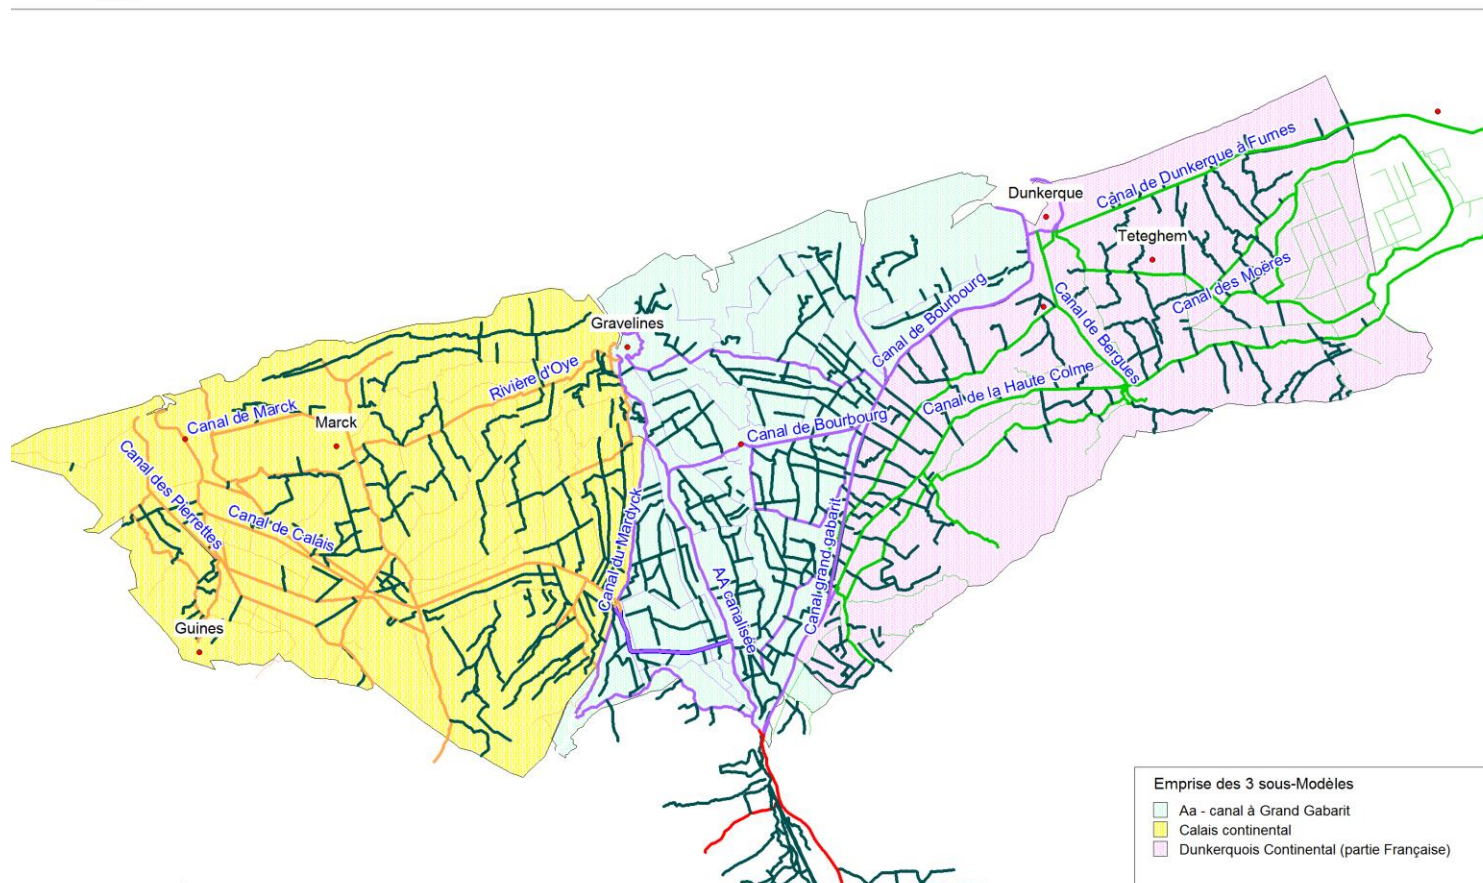 Canal de Dunkerque à Furnes
Dunkerque
Teteghem
Canal des Moëres
Canal de Bourbourg
Canal de Bergues
Gravelines
Rivière d'Oye
Canal de la Haute Colme
Canal de Marck
Marck
Canal de Bourbourg
Canal des Pierrettes
Canal de Calais
Canal du Mardyck
AA canalisée
Canal grand gabarit
Guines
Emprise des 3 sous-Modèles
Aa - canal à Grand Gabarit
Calais continental
Dunkerquois Continental (partie Française)